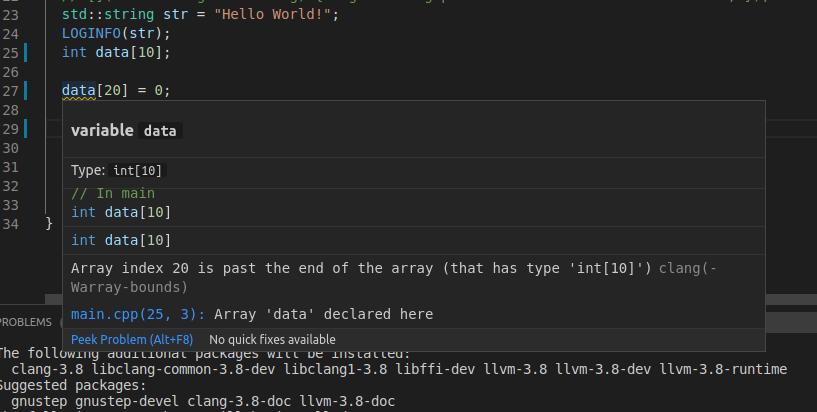 23 std::string str = "Hello World!";
24 LOGINFO(str);
25 int data[10];
26
27 data[20] = 0;
28
29
30
31
32
33
34 }
variable data
Type: int[10]
// In main
int data[10]
int data[10]
Array index 20 is past the end of the array (that has type 'int[10]') clang(-
Warray-bounds)
main.cpp(25, 3): Array 'data' declared here
Peek Problem (Alt+F8) No quick fixes available
PROBLEMS
The following additional packages will be installed:
clang-3.8 libclang-common-3.8-dev libclang1-3.8 libffi-dev llvm-3.8 llvm-3.8-dev llvm-3.8-runtime
Suggested packages:
gnustep gnustep-devel clang-3.8-doc llvm-3.8-doc